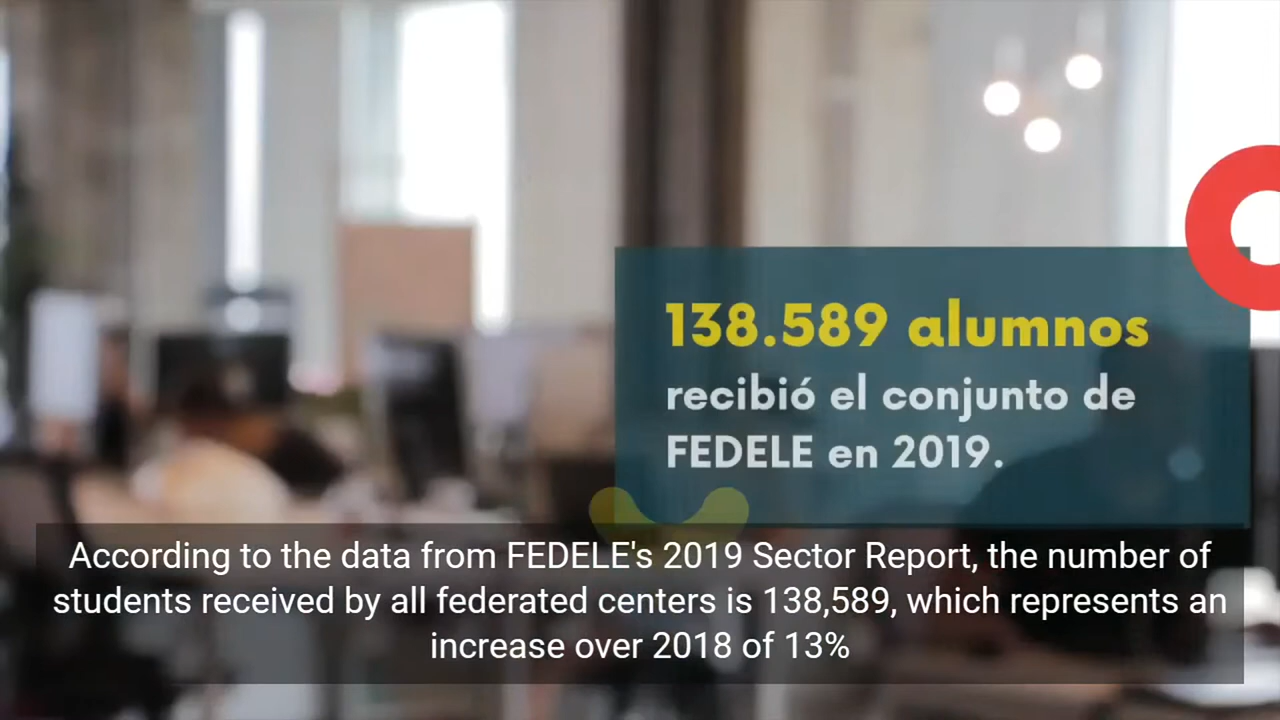 138.589 alumnos
recibió el conjunto de
FEDELE en 2019.
According to the data from FEDELE's 2019 Sector Report, the number of
students received by all federated centers is 138,589, which represents an
increase over 2018 of 13%